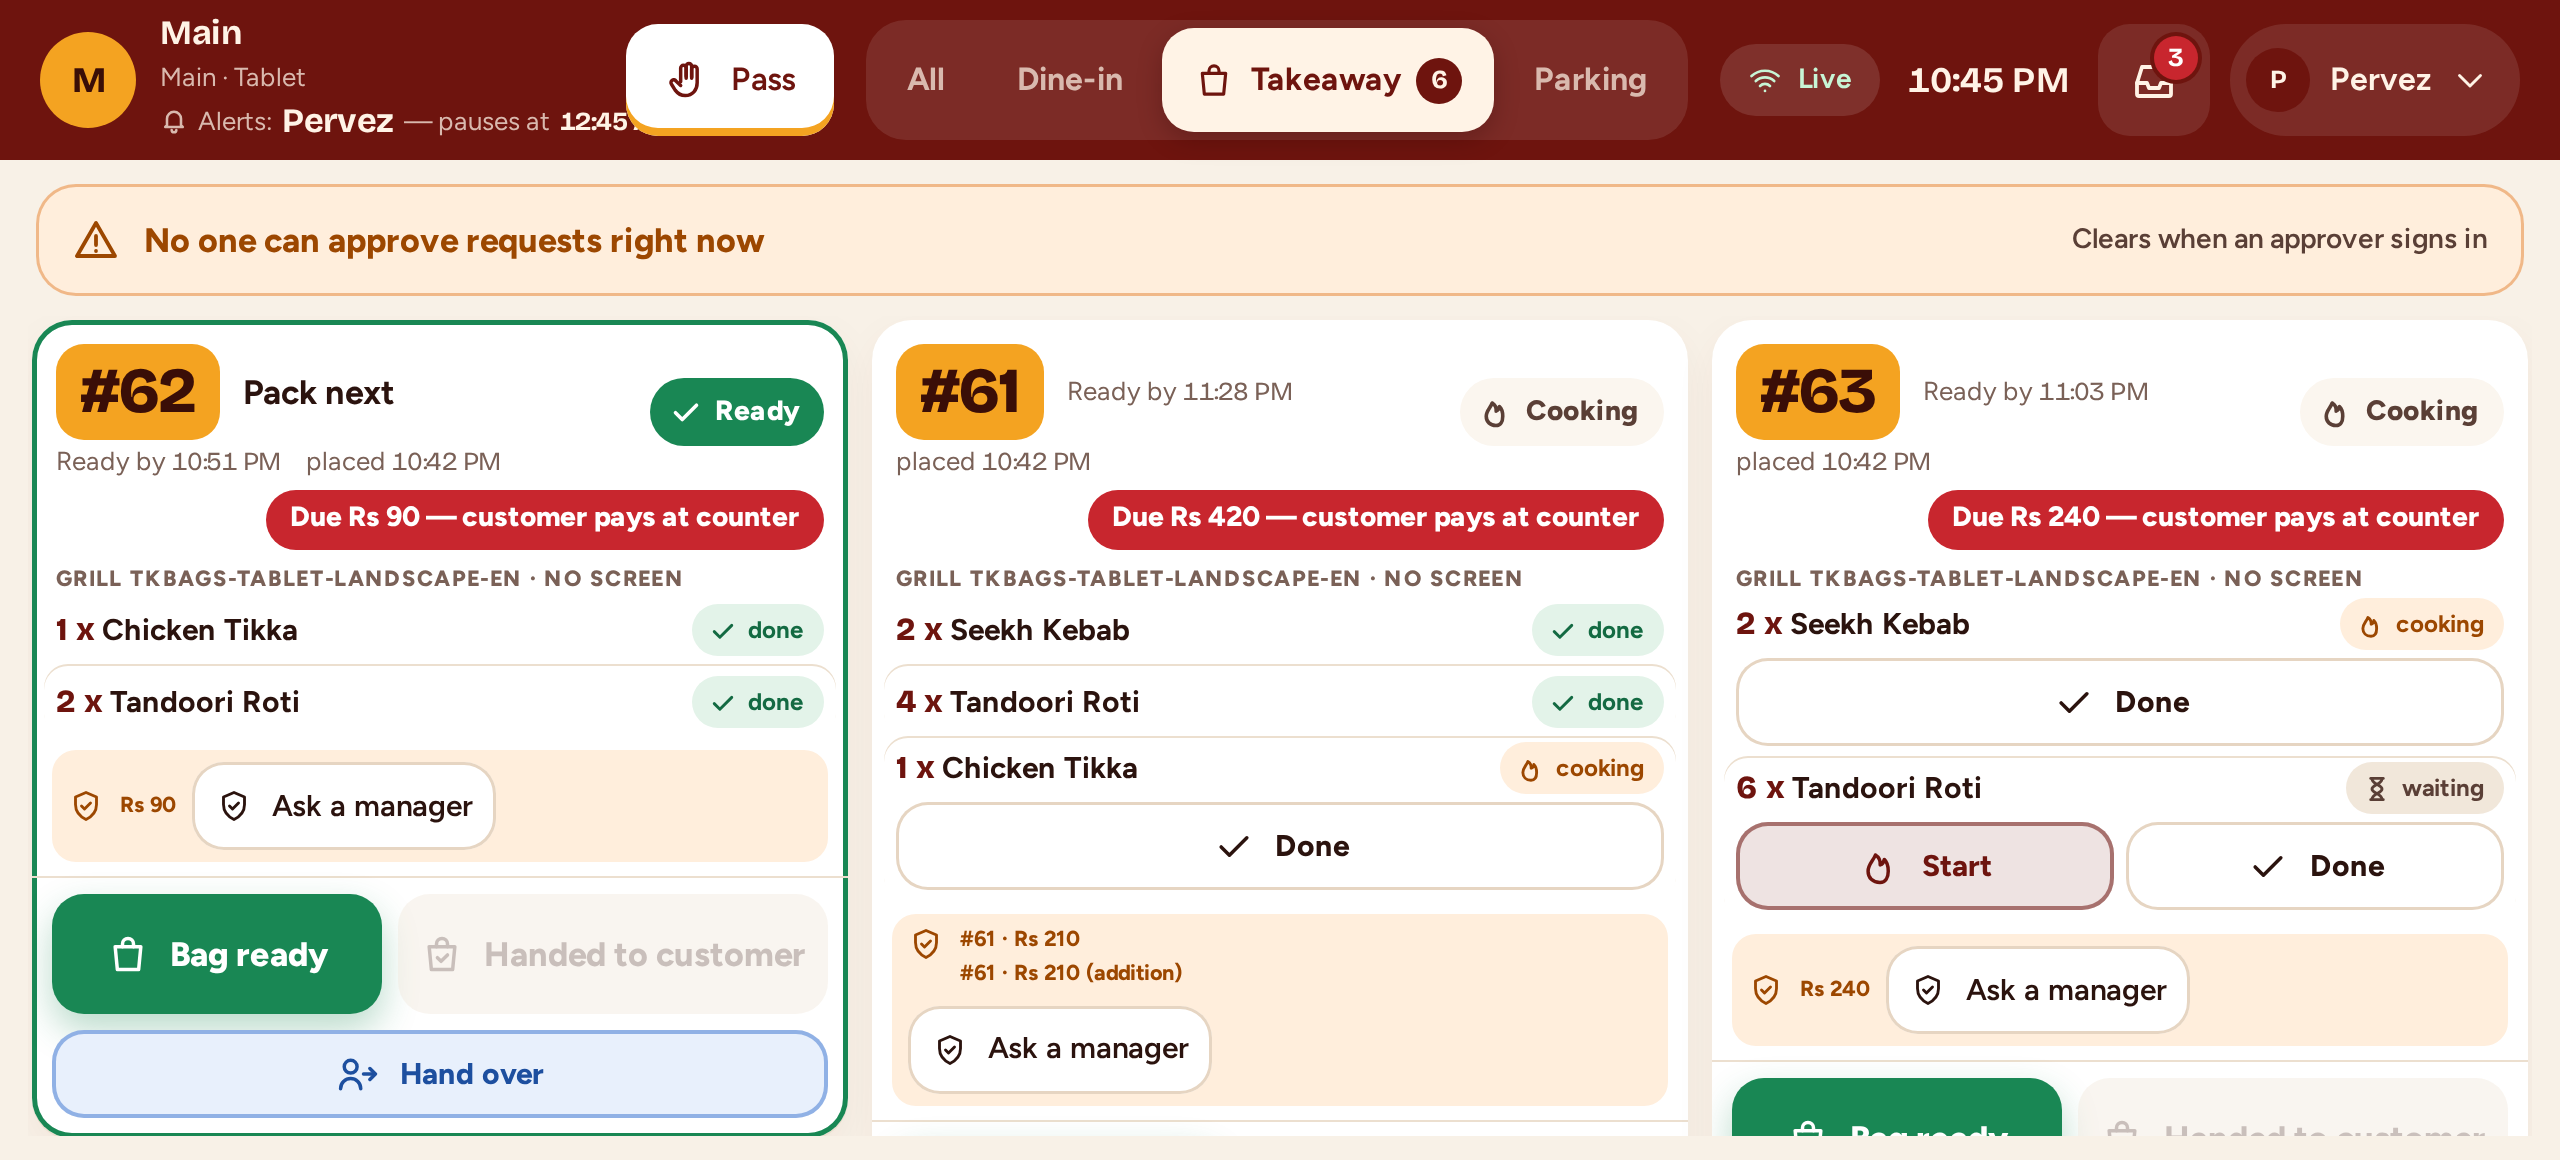 M
Main
Main · Tablet
Alerts: Pervez — pauses at 12:45
Pass
All
Dine-in
Takeaway 6
Parking
Live
10:45 PM
3
P
Pervez
No one can approve requests right now
Clears when an approver signs in
#62
Pack next
Ready
Ready by 10:51 PM placed 10:42 PM
Due Rs 90 — customer pays at counter
GRILL TKBAGS-TABLET-LANDSCAPE-EN · NO SCREEN
1 x Chicken Tikka
done
2 x Tandoori Roti
done
Rs 90
Ask a manager
Bag ready
Handed to customer
Hand over
#61
Ready by 11:28 PM
Cooking
placed 10:42 PM
Due Rs 420 — customer pays at counter
GRILL TKBAGS-TABLET-LANDSCAPE-EN · NO SCREEN
2 x Seekh Kebab
done
4 x Tandoori Roti
done
1 x Chicken Tikka
cooking
Done
#61 · Rs 210
#61 · Rs 210 (addition)
Ask a manager
#63
Ready by 11:03 PM
Cooking
placed 10:42 PM
Due Rs 240 — customer pays at counter
GRILL TKBAGS-TABLET-LANDSCAPE-EN · NO SCREEN
2 x Seekh Kebab
cooking
Done
6 x Tandoori Roti
waiting
Start
Done
Rs 240
Ask a manager
Bag ready
Handed to customer